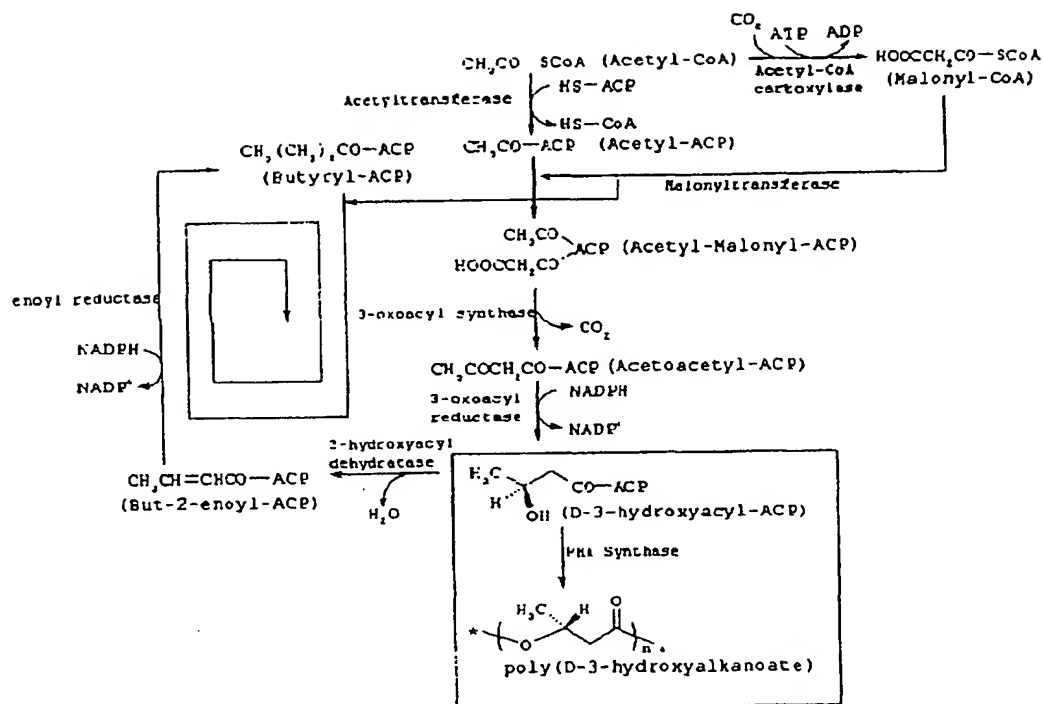 CO₂ ATP ADP
CH₃CO SCoA (Acetyl-CoA)
Acetyl-CoA
cartoxylase
HOOCCH₂CO—SCoA
(Malonyl-CoA)
Acetyltransferase
HS—ACP
HS—CoA
CH₃CO—ACP (Acetyl-ACP)
CH₃(CH₂)₂CO—ACP
(Butyryl-ACP)
Malonyltransferase
CH₃CO
HOOCCH₂CO
ACP (Acetyl-Malonyl-ACP)
enoyl reductase
3-oxoacyl synthase
CO₂
NADPH
NADP⁺
CH₃COCH₂CO—ACP (Acetoacetyl-ACP)
3-oxoacyl
reductase
NADPH
NADP⁺
3-hydroxyacyl
dehydratase
H₂O
CH₃CH=CHCO—ACP
(But-2-enoyl-ACP)
H₃C
H
OH
CO—ACP
(D-3-hydroxyacyl-ACP)
PHA Synthase
H₃C H O
* O n *
poly(D-3-hydroxyalkanoate)